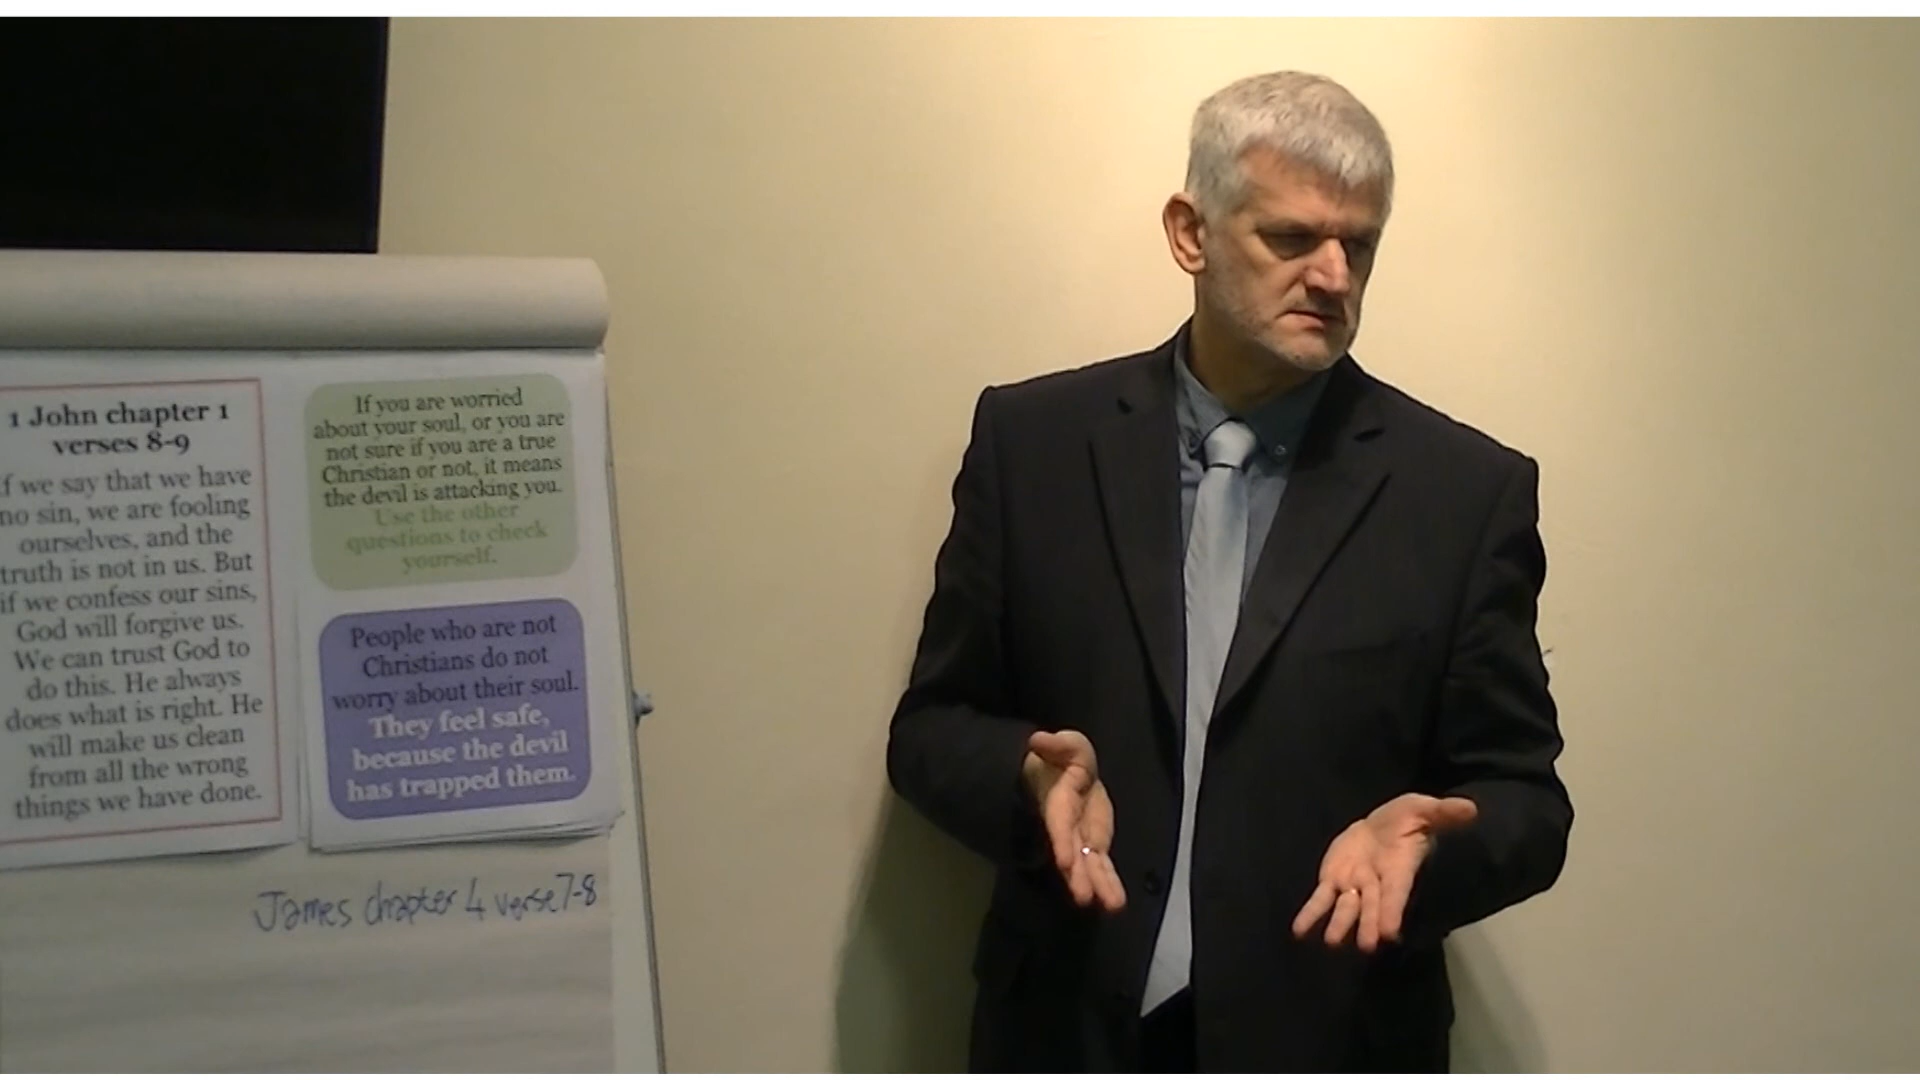 1 John chapter 1
verses 8-9
f we say that we have
no sin, we are fooling
ourselves, and the
truth is not in us. But
if we confess our sins,
God will forgive us.
We can trust God to
do this. He always
does what is right. He
will make us clean
from all the wrong
things we have done.
If you are worried
about your soul, or you are
not sure if you are a true
Christian or not, it means
the devil is attacking you.
Use the other
questions to check
yourself.
People who are not
Christians do not
worry about their soul.
They feel safe,
because the devil
has trapped them.
James chapter 4 verse 7-8